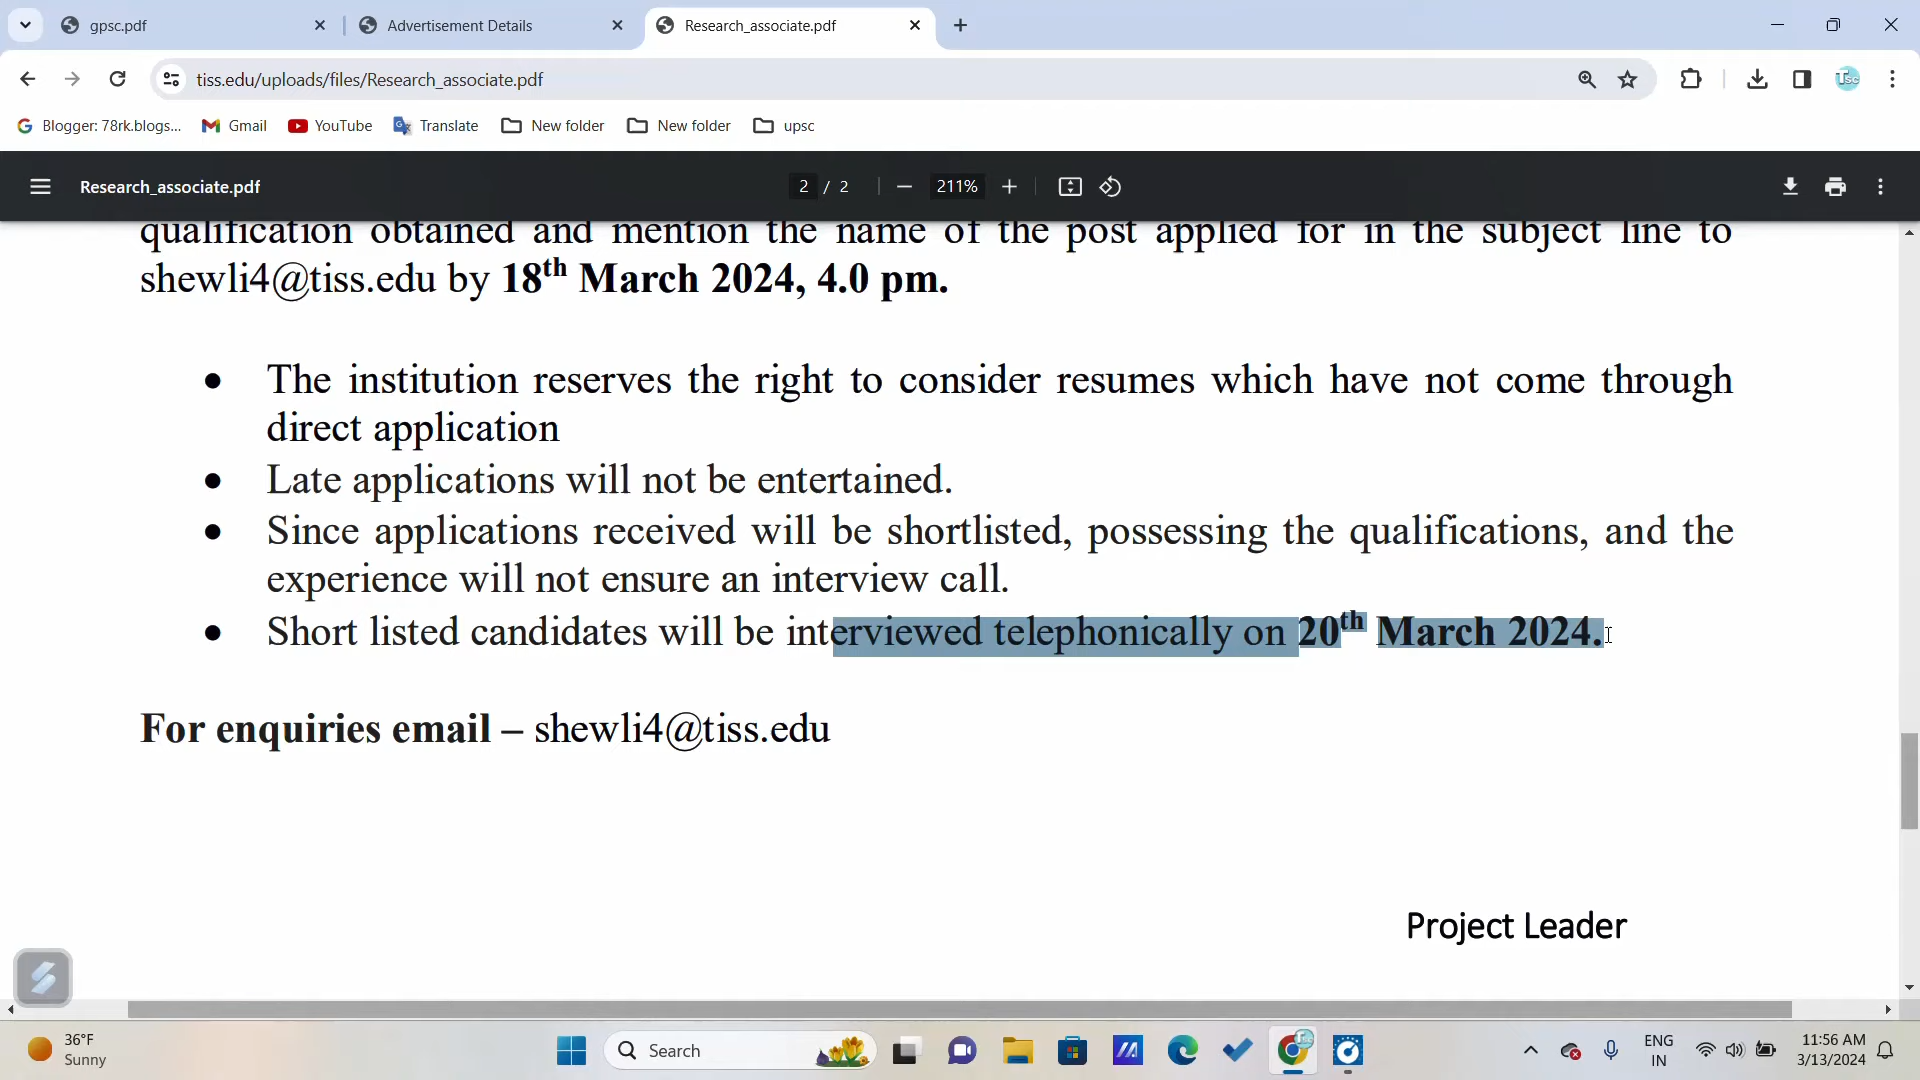 gpsc.pdf
Advertisement Details
Research_associate.pdf
tiss.edu/uploads/files/Research_associate.pdf
Tsc
Blogger: 78rk.blogs...
Gmail
YouTube
Translate
New folder
New folder
upsc
Research_associate.pdf
2 / 2
211%
qualification obtained and mention the name of the post applied for in the subject line to
shewli4@tiss.edu by 18th March 2024, 4.0 pm.
● The institution reserves the right to consider resumes which have not come through
direct application
● Late applications will not be entertained.
● Since applications received will be shortlisted, possessing the qualifications, and the
experience will not ensure an interview call.
● Short listed candidates will be interviewed telephonically on 20th March 2024.
For enquiries email – shewli4@tiss.edu
Project Leader
36°F
Sunny
Search
ENG
IN
11:56 AM
3/13/2024